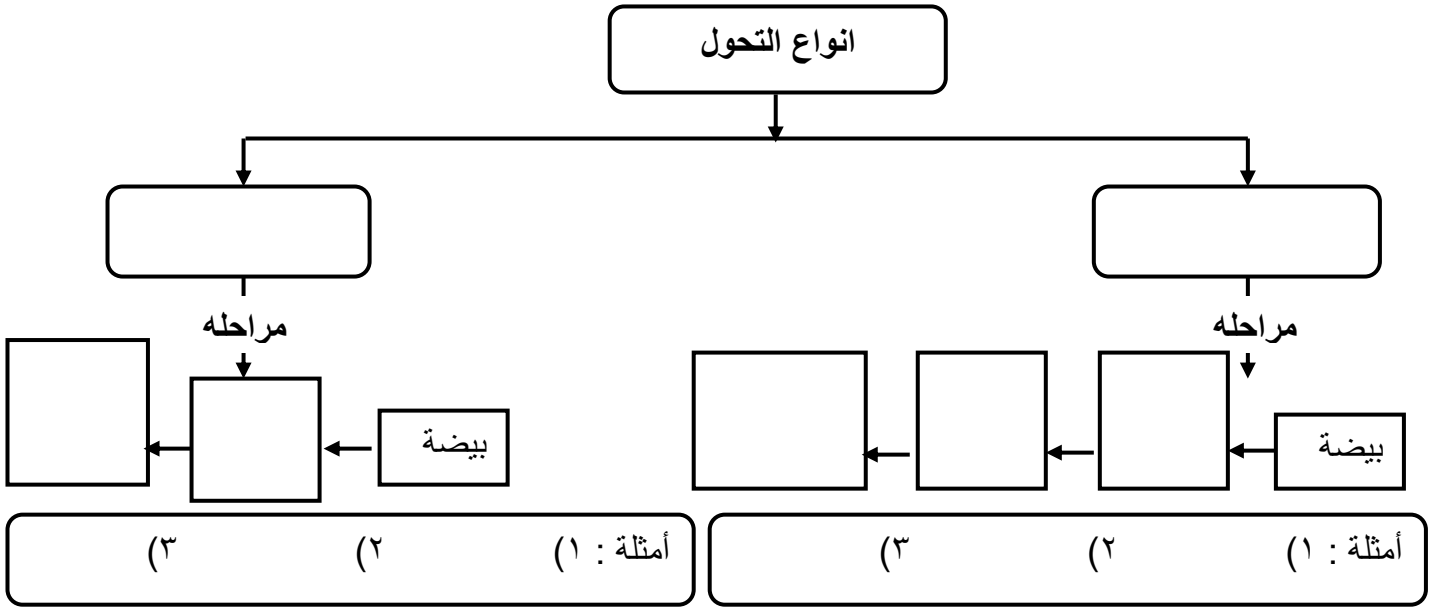 انواع التحول
مراحله
مراحله
بيضة
بيضة
أمثلة : ١) ٢) ٣)
أمثلة : ١) ٢) ٣)